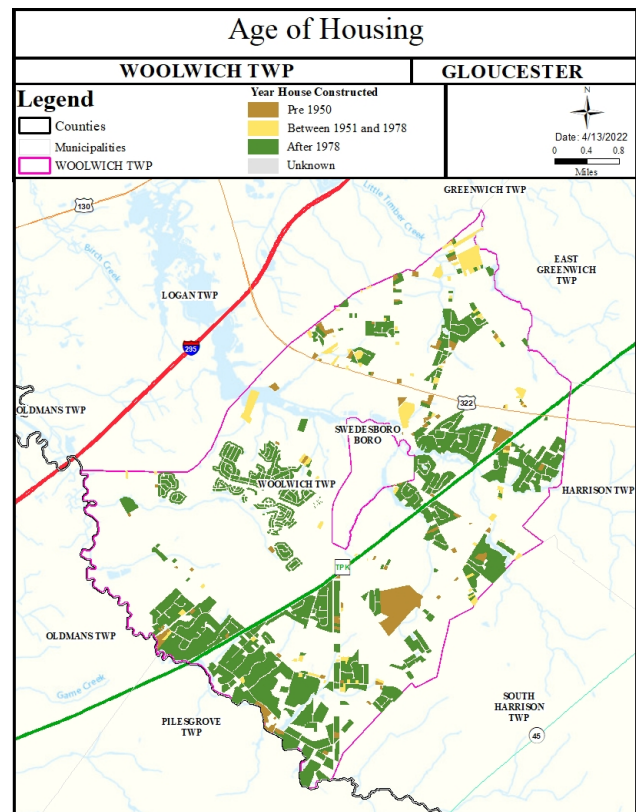 Age of Housing
WOOLWICH TWP
GLOUCESTER
Legend
Counties
Municipalities
WOOLWICH TWP
Year House Constructed
Pre 1950
Between 1951 and 1978
After 1978
Unknown
N
Date: 4/13/2022
0 0.4 0.8
Miles
GREENWICH TWP
Little Timber Creek
130
Birch Creek
EAST
GREENWICH
TWP
LOGAN TWP
295
322
OLDMANS TWP
SWEDESBORO
BORO
WOOLWICH TWP
HARRISON TWP
TPK
OLDMANS TWP
Game Creek
PILESGROVE
TWP
SOUTH
HARRISON
TWP
45